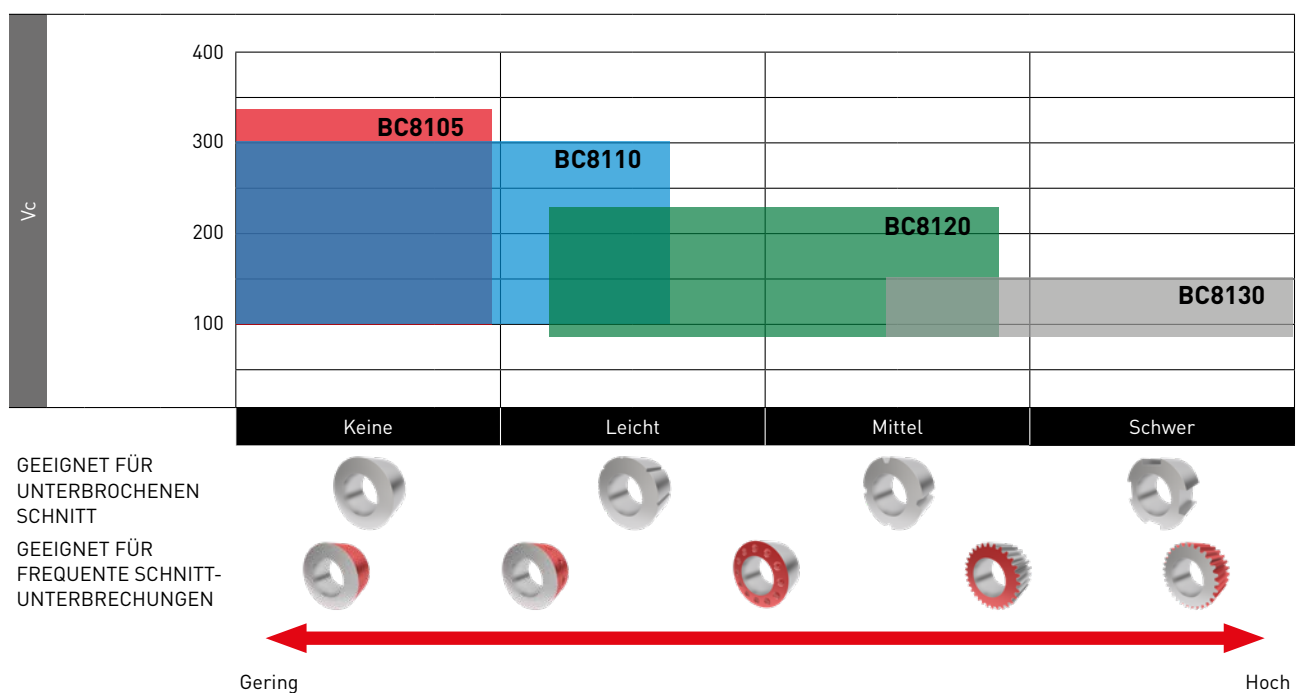 Vc
400
300
200
100
BC8105
BC8110
BC8120
BC8130
Keine
Leicht
Mittel
Schwer
GEEIGNET FÜR
UNTERBROCHENEN
SCHNITT
GEEIGNET FÜR
FREQUENTE SCHNITT-
UNTERBRECHUNGEN
Gering
Hoch